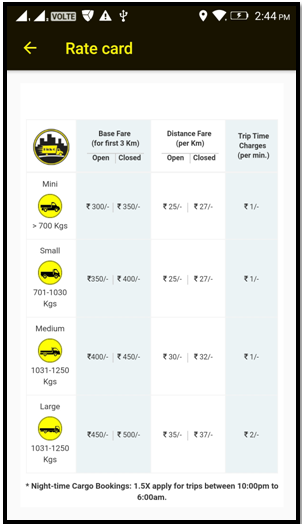 VOLTE 2:44 PM
Rate card
Base Fare Distance Fare Trip Time
(for first 3 Km) (per Km) Charges
Open Closed Open Closed (per min.)
Mini
₹ 300/- ₹ 350/- ₹ 25/- ₹ 27/- ₹ 1/-
> 700 Kgs
Small
₹350/- ₹ 400/- ₹ 25/- ₹ 27/- ₹ 1/-
701-1030
Kgs
Medium
₹400/- ₹ 450/- ₹ 30/- ₹ 32/- ₹ 1/-
1031-1250
Kgs
Large
₹450/- ₹ 500/- ₹ 35/- ₹ 37/- ₹ 2/-
1031-1250
Kgs
* Night-time Cargo Bookings: 1.5X apply for trips between 10:00pm to
6:00am.